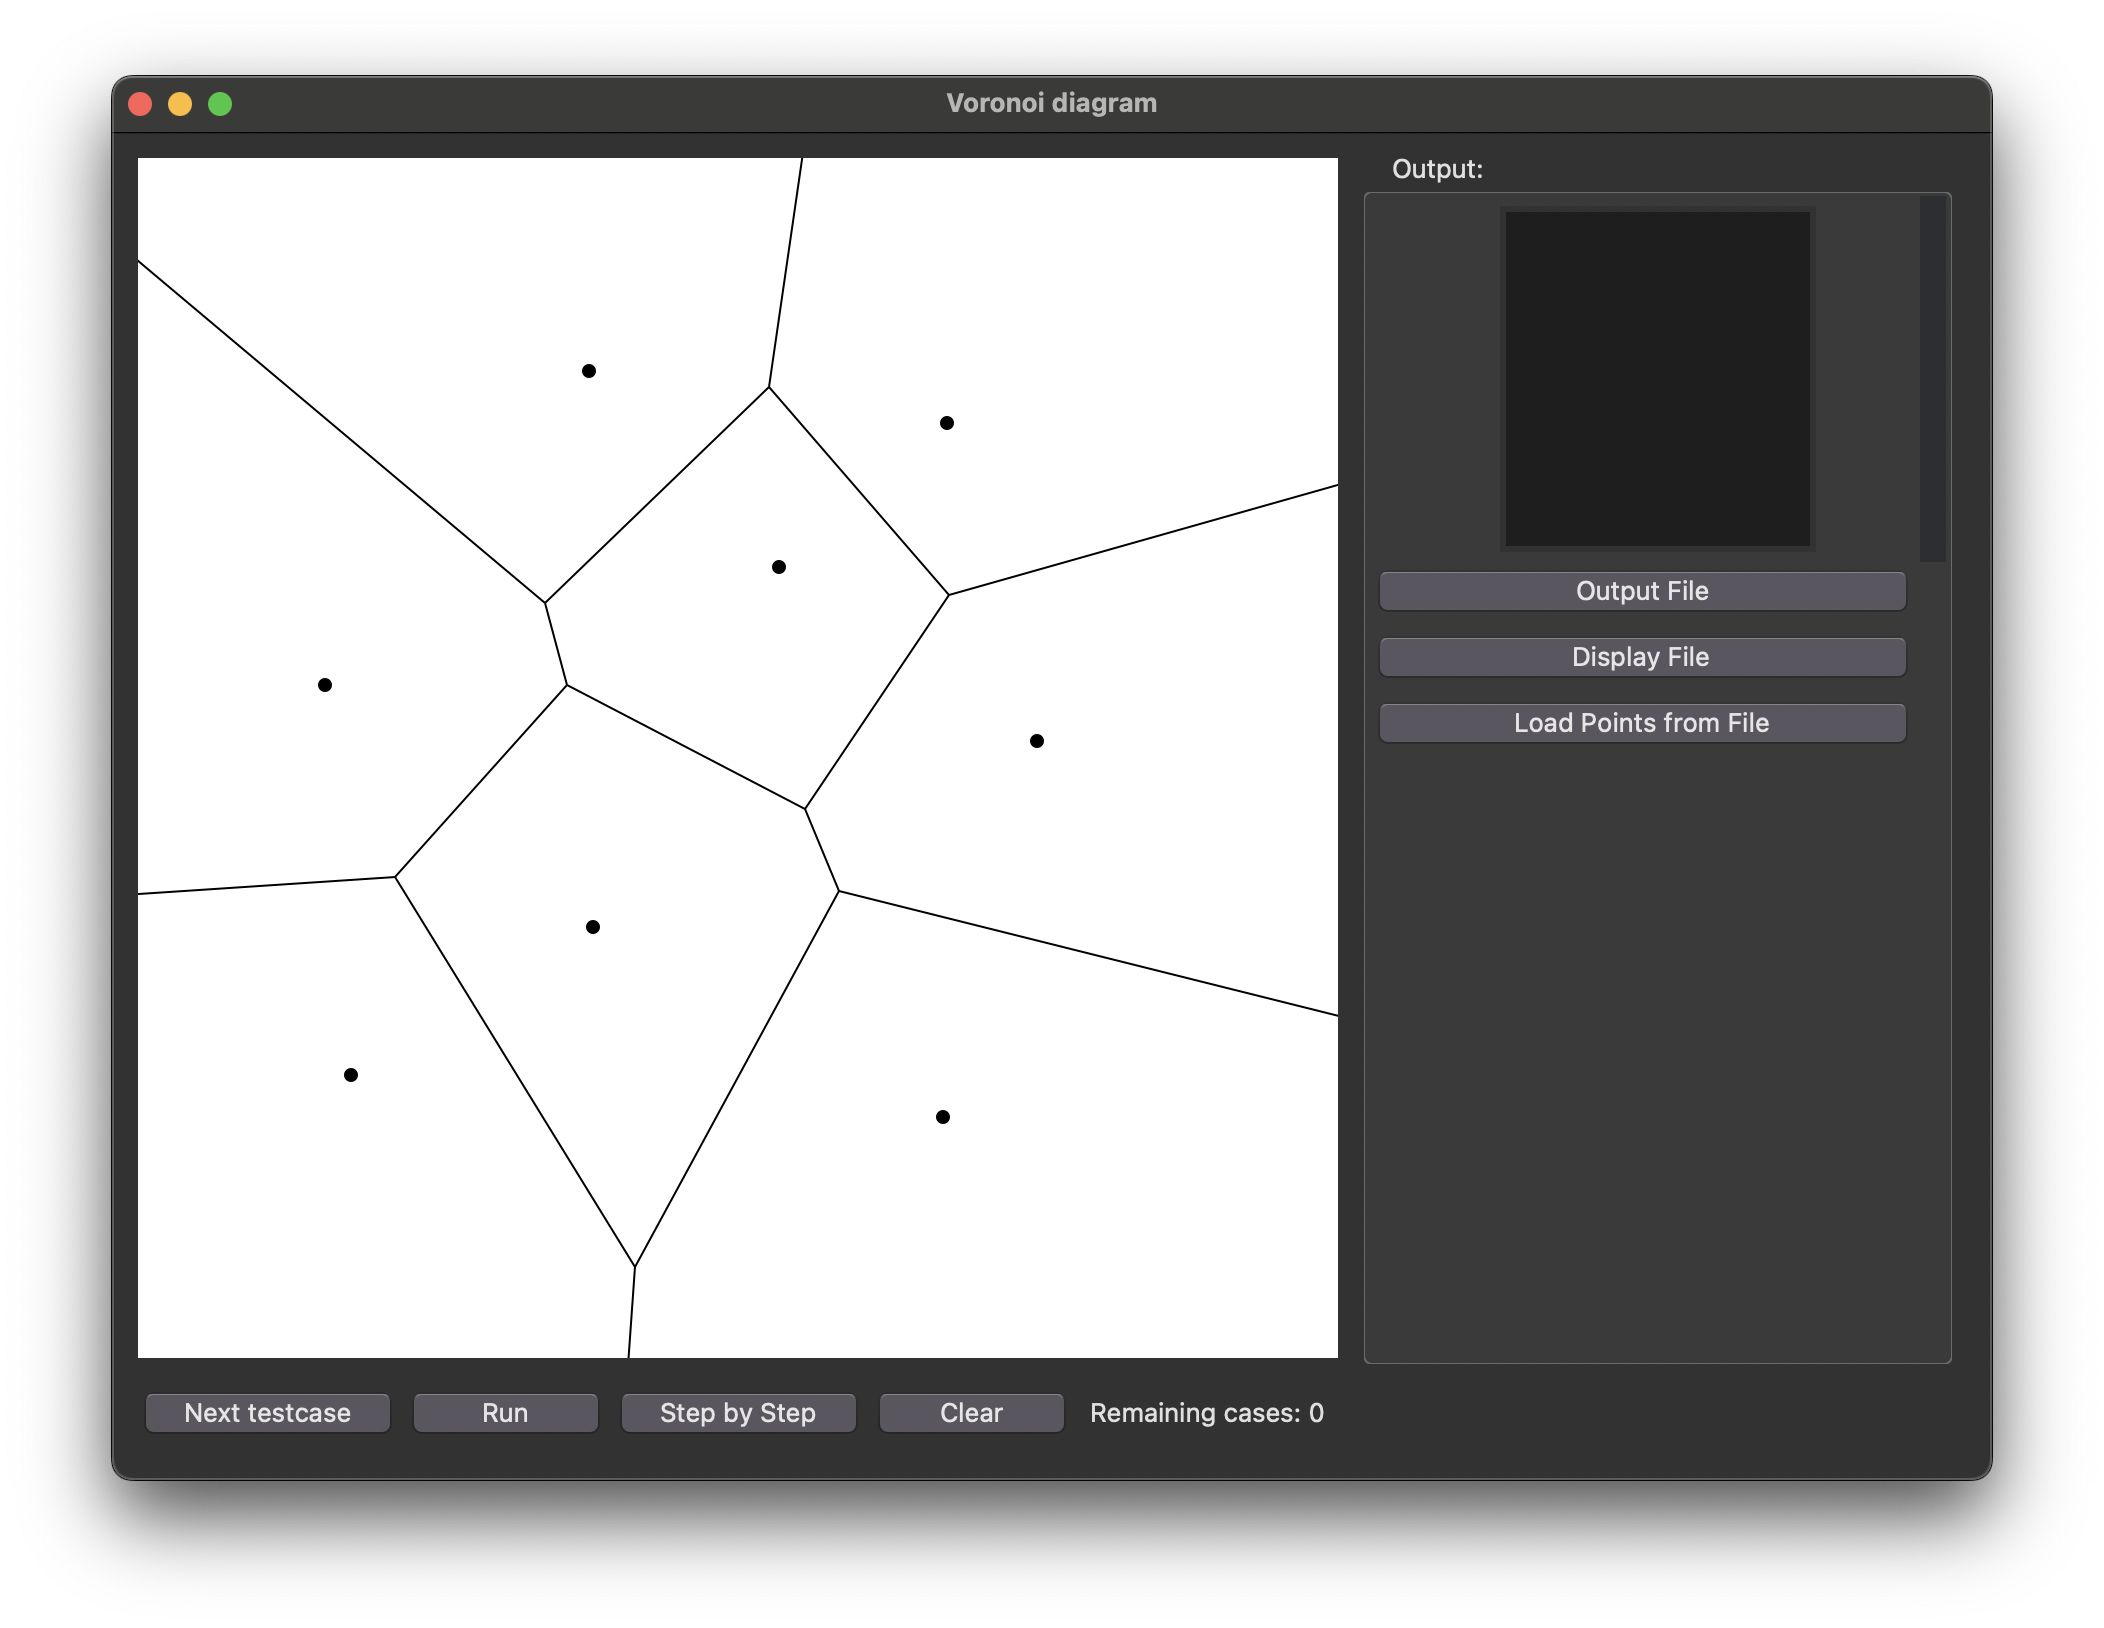 Voronoi diagram
Output:
Output File
Display File
Load Points from File
Next testcase
Run
Step by Step
Clear
Remaining cases: 0